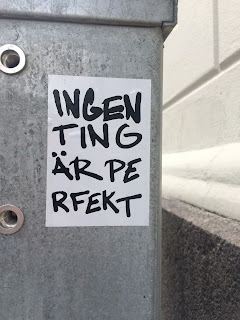 INGEN
TING
ÄR PE
RFEKT